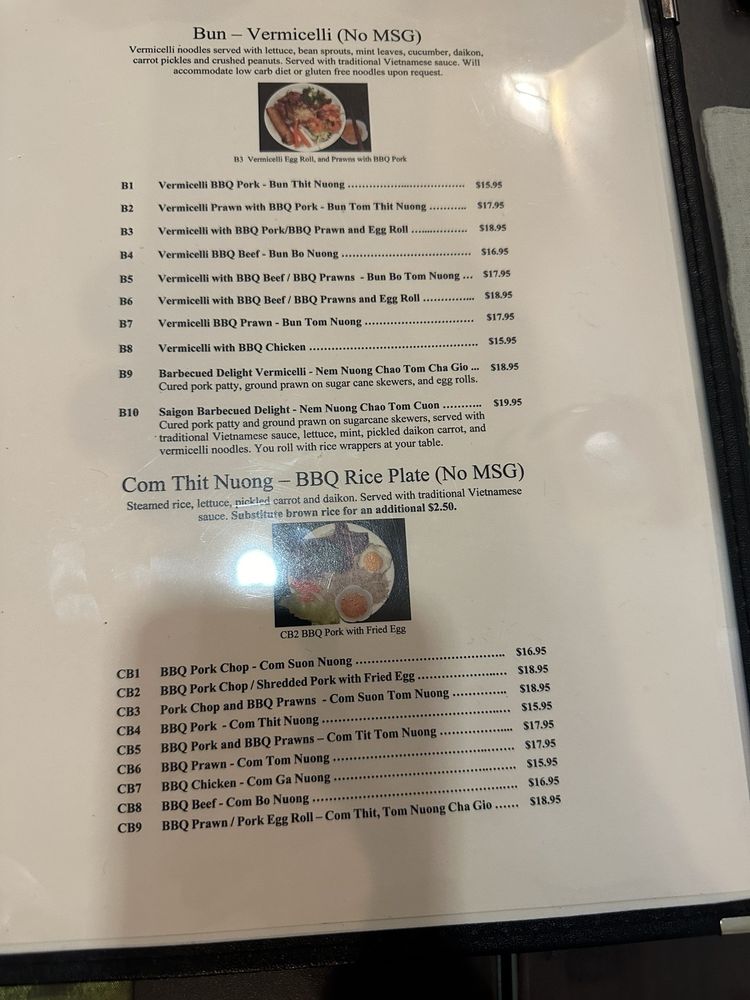 Bun – Vermicelli (No MSG)
Vermicelli noodles served with lettuce, bean sprouts, mint leaves, cucumber, daikon,
carrot pickles and crushed peanuts. Served with traditional Vietnamese sauce. Will
accommodate low carb diet or gluten free noodles upon request.
B3 Vermicelli Egg Roll, and Prawns with BBQ Pork
B1 Vermicelli BBQ Pork - Bun Thit Nuong ................................ $15.95
B2 Vermicelli Prawn with BBQ Pork - Bun Tom Thit Nuong ........... $17.95
B3 Vermicelli with BBQ Pork/BBQ Prawn and Egg Roll ................ $18.95
B4 Vermicelli BBQ Beef - Bun Bo Nuong ................................... $16.95
B5 Vermicelli with BBQ Beef / BBQ Prawns - Bun Bo Tom Nuong ... $17.95
B6 Vermicelli with BBQ Beef / BBQ Prawns and Egg Roll ............... $18.95
B7 Vermicelli BBQ Prawn - Bun Tom Nuong .............................. $17.95
B8 Vermicelli with BBQ Chicken .............................................. $15.95
B9 Barbecued Delight Vermicelli - Nem Nuong Chao Tom Cha Gio ... $18.95
Cured pork patty, ground prawn on sugar cane skewers, and egg rolls.
B10 Saigon Barbecued Delight - Nem Nuong Chao Tom Cuon ........... $19.95
Cured pork patty and ground prawn on sugarcane skewers, served with
traditional Vietnamese sauce, lettuce, mint, pickled daikon carrot, and
vermicelli noodles. You roll with rice wrappers at your table.
Com Thit Nuong – BBQ Rice Plate (No MSG)
Steamed rice, lettuce, pickled carrot and daikon. Served with traditional Vietnamese
sauce. Substitute brown rice for an additional $2.50.
CB2 BBQ Pork with Fried Egg
CB1 BBQ Pork Chop - Com Suon Nuong ........................................ $16.95
CB2 BBQ Pork Chop / Shredded Pork with Fried Egg ........................ $18.95
CB3 Pork Chop and BBQ Prawns - Com Suon Tom Nuong ............... $18.95
CB4 BBQ Pork - Com Thit Nuong .................................................. $15.95
CB5 BBQ Pork and BBQ Prawns – Com Tit Tom Nuong .................... $17.95
CB6 BBQ Prawn - Com Tom Nuong ................................................ $17.95
CB7 BBQ Chicken - Com Ga Nuong ................................................ $15.95
CB8 BBQ Beef - Com Bo Nuong ...................................................... $16.95
CB9 BBQ Prawn / Pork Egg Roll – Com Thit, Tom Nuong Cha Gio ...... $18.95